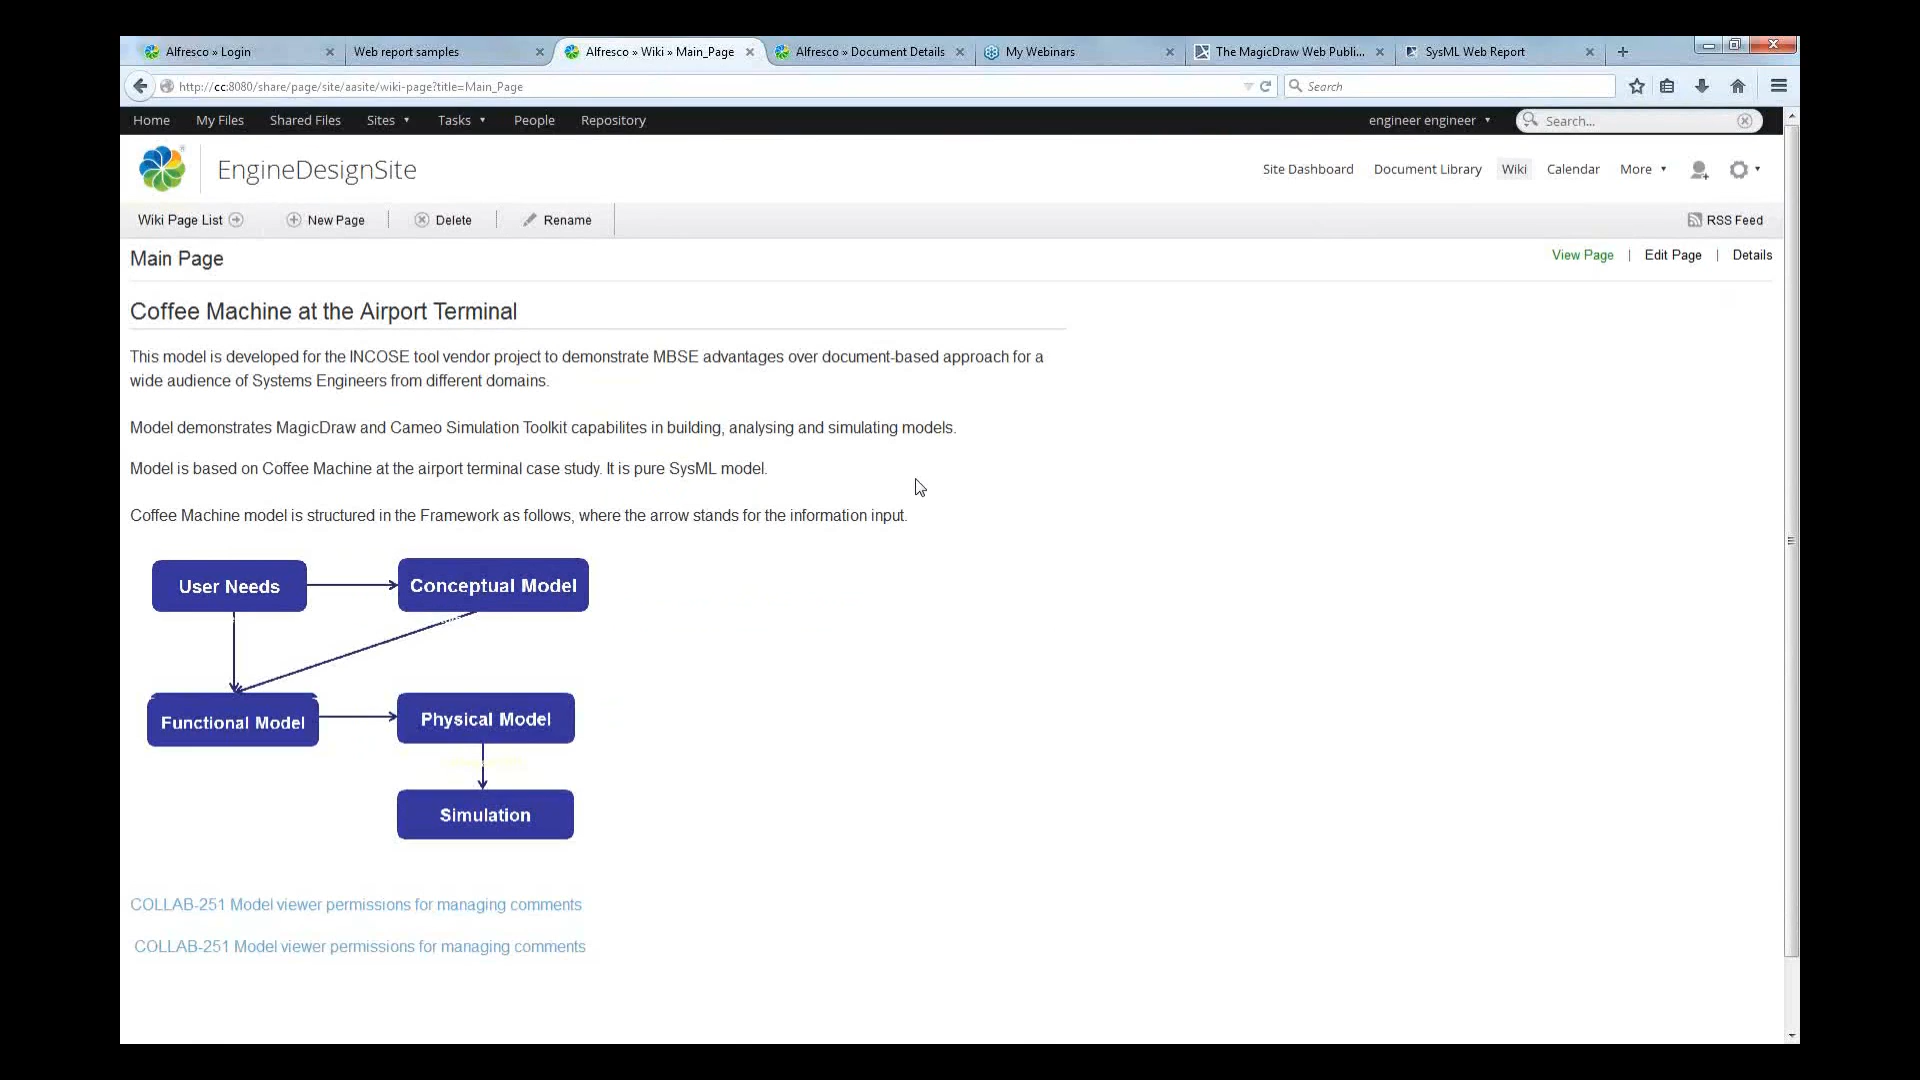 Alfresco » Login
Web report samples
Alfresco » Wiki » Main_Page
Alfresco » Document Details
My Webinars
The MagicDraw Web Publi...
SysML Web Report
http://cc:8080/share/page/site/aasite/wiki-page?title=Main_Page
Search
Home My Files Shared Files Sites Tasks People Repository
engineer engineer
Search...
EngineDesignSite
Site Dashboard Document Library Wiki Calendar More
Wiki Page List New Page Delete Rename
RSS Feed
Main Page
View Page | Edit Page | Details
Coffee Machine at the Airport Terminal
This model is developed for the INCOSE tool vendor project to demonstrate MBSE advantages over document-based approach for a
wide audience of Systems Engineers from different domains.
Model demonstrates MagicDraw and Cameo Simulation Toolkit capabilites in building, analysing and simulating models.
Model is based on Coffee Machine at the airport terminal case study. It is pure SysML model.
Coffee Machine model is structured in the Framework as follows, where the arrow stands for the information input.
User Needs
Conceptual Model
Functional Model
Physical Model
Simulation
COLLAB-251 Model viewer permissions for managing comments
COLLAB-251 Model viewer permissions for managing comments